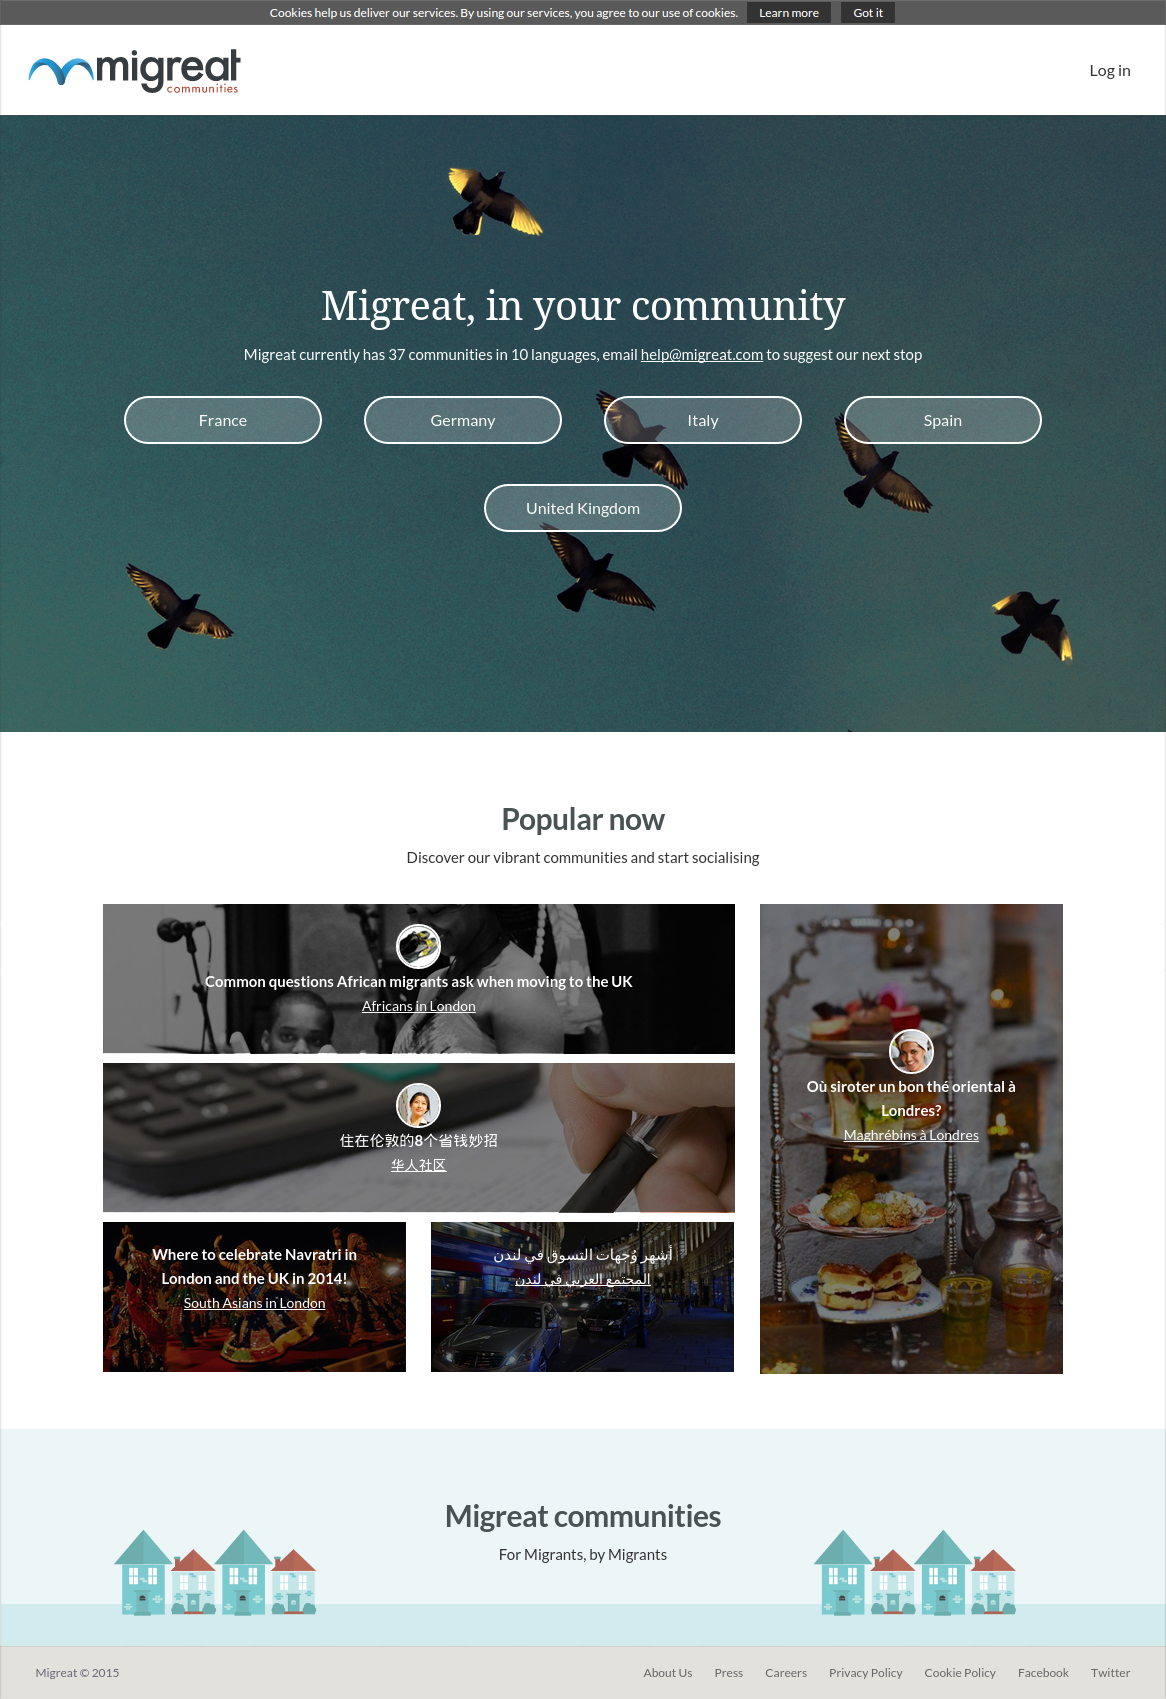 Cookies help us deliver our services. By using our services, you agree to our use of cookies. Learn more Got it
migreat
communities
Log in
Migreat, in your community
Migreat currently has 37 communities in 10 languages, email help@migreat.com to suggest our next stop
France Germany Italy Spain
United Kingdom
Popular now
Discover our vibrant communities and start socialising
Common questions African migrants ask when moving to the UK
Africans in London
住在伦敦的8个省钱妙招
华人社区
Where to celebrate Navratri in
London and the UK in 2014!
South Asians in London
أشهر وُجهات التسوق في لندن
المجتمع العربي في لندن
Où siroter un bon thé oriental à
Londres?
Maghrébins à Londres
Migreat communities
For Migrants, by Migrants
Migreat © 2015 About Us Press Careers Privacy Policy Cookie Policy Facebook Twitter